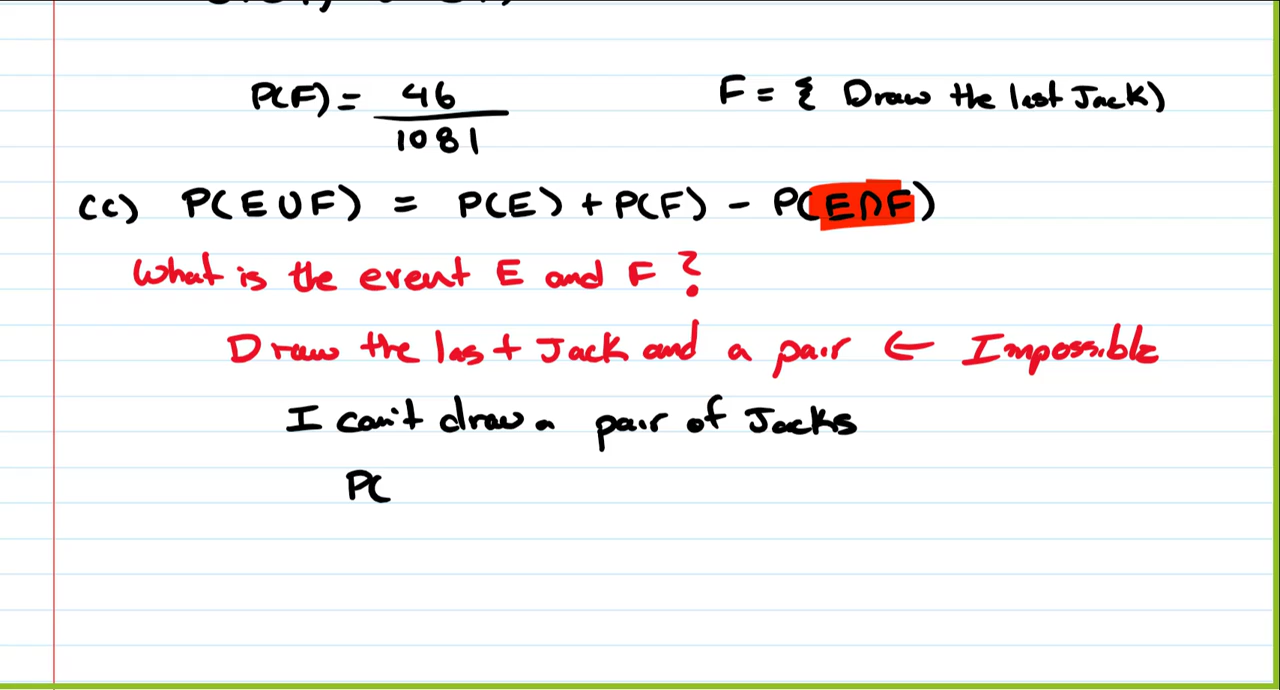 P(F) = 46 / 1081 F = { Draw the last Jack)
(c) P(E ∪ F) = P(E) + P(F) - P(E∩F)
What is the event E and F ?
Draw the last Jack and a pair ← Impossible
I can't draw a pair of Jacks
P(